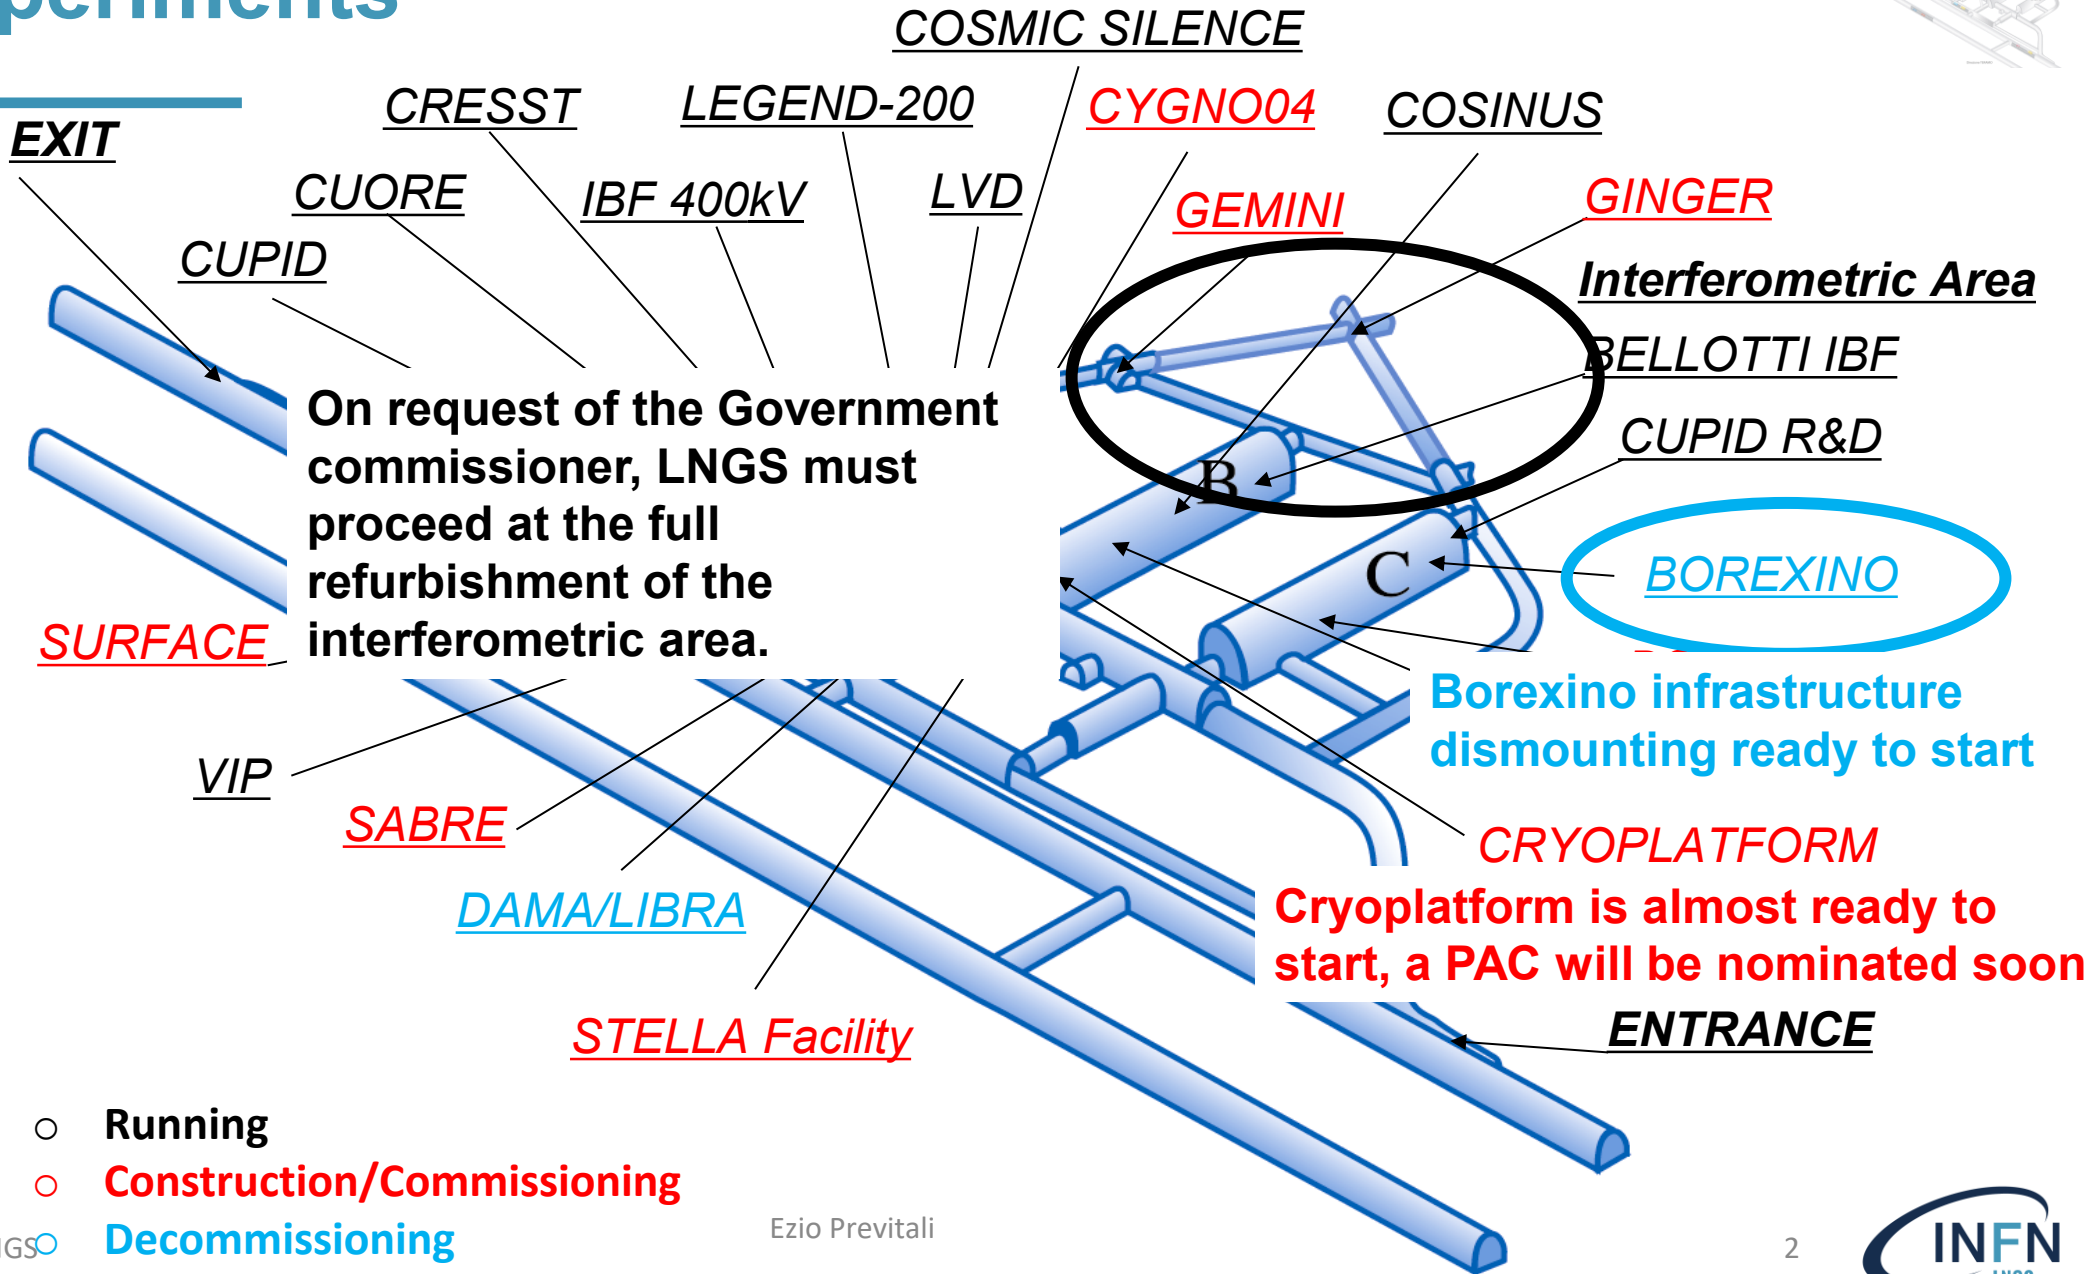 COSMIC SILENCE
CRESST
LEGEND-200
CYGNO04
COSINUS
EXIT
CUORE
IBF 400kV
LVD
GEMINI
GINGER
CUPID
Interferometric Area
BELLOTTI IBF
On request of the Government
commissioner, LNGS must
proceed at the full
refurbishment of the
interferometric area.
CUPID R&D
B
C
BOREXINO
SURFACE
Borexino infrastructure
dismounting ready to start
VIP
SABRE
CRYOPLATFORM
DAMA/LIBRA
Cryoplatform is almost ready to
start, a PAC will be nominated soon
STELLA Facility
ENTRANCE
Running
Construction/Commissioning
Decommissioning
Ezio Previtali
2
INFN